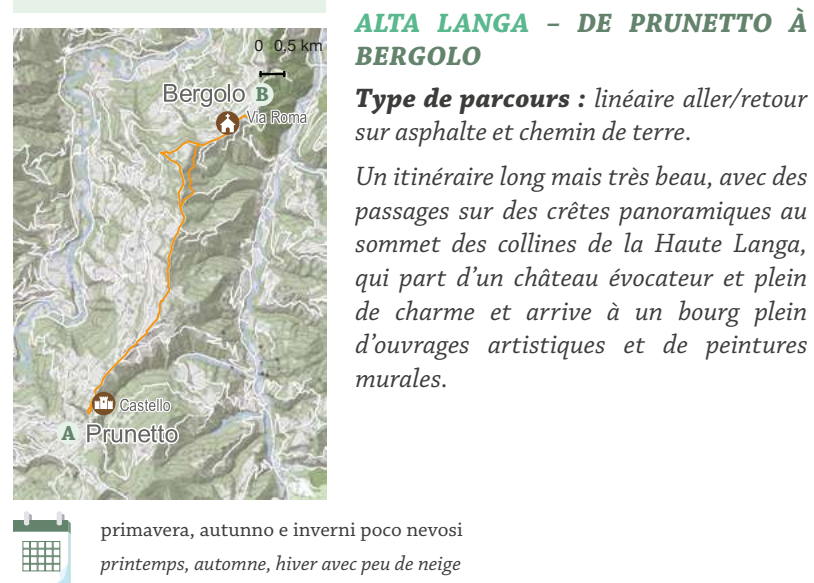 0 0,5 km
Bergolo B
Via Roma
Castello
A Prunetto
ALTA LANGA – DE PRUNETTO À
BERGOLO
Type de parcours : linéaire aller/retour
sur asphalte et chemin de terre.
Un itinéraire long mais très beau, avec des
passages sur des crêtes panoramiques au
sommet des collines de la Haute Langa,
qui part d’un château évocateur et plein
de charme et arrive à un bourg plein
d’ouvrages artistiques et de peintures
murales.
primavera, autunno e inverni poco nevosi
printemps, automne, hiver avec peu de neige